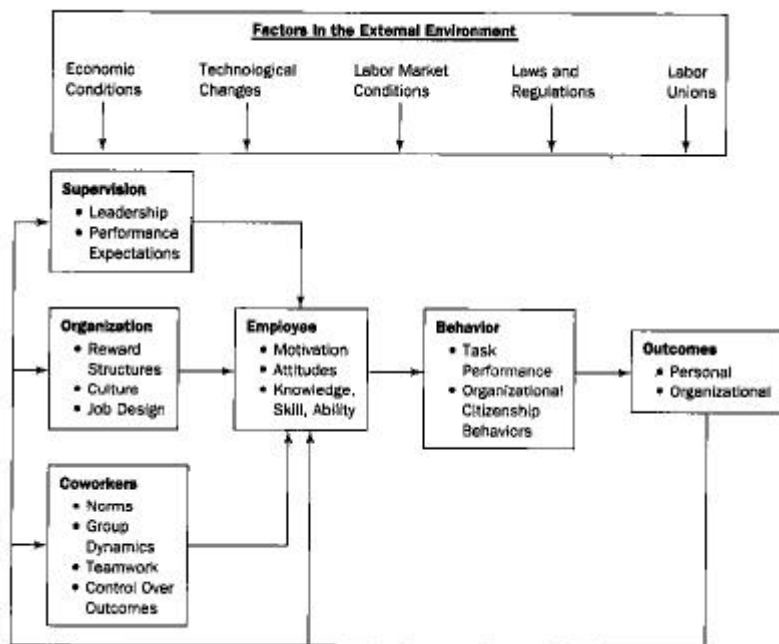 Factors In the External Environment
Economic
Conditions
Technological
Changes
Labor Market
Conditions
Laws and
Regulations
Labor
Unions
Supervision
• Leadership
• Performance
Expectations
Organization
• Reward
Structures
• Culture
• Job Design
Employee
• Motivation
• Attitudes
• Knowledge,
Skill, Ability
Behavior
• Task
Performance
• Organizational
Citizenship
Behaviors
Outcomes
• Personal
• Organizational
Coworkers
• Norms
• Group
Dynamics
• Teamwork
• Control Over
Outcomes